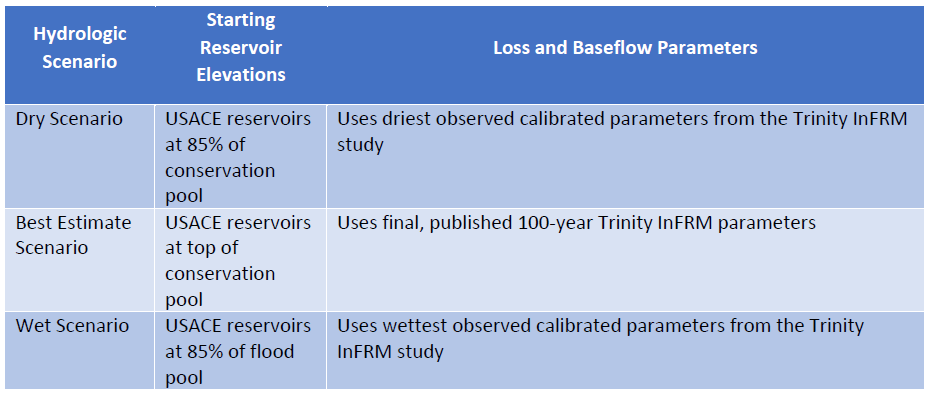 Hydrologic
Scenario
Starting
Reservoir
Elevations
Loss and Baseflow Parameters
Dry Scenario
USACE reservoirs
at 85% of
conservation
pool
Uses driest observed calibrated parameters from the Trinity InFRM
study
Best Estimate
Scenario
USACE reservoirs
at top of
conservation
pool
Uses final, published 100-year Trinity InFRM parameters
Wet Scenario
USACE reservoirs
at 85% of flood
pool
Uses wettest observed calibrated parameters from the Trinity
InFRM study